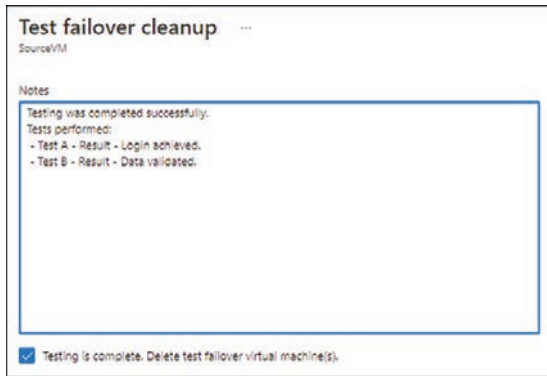 Test failover cleanup ...
SourceVM
Notes
Testing was completed successfully.
Tests performed:
- Test A - Result - Login achieved.
- Test B - Result - Data validated.
Testing is complete. Delete test failover virtual machine(s).